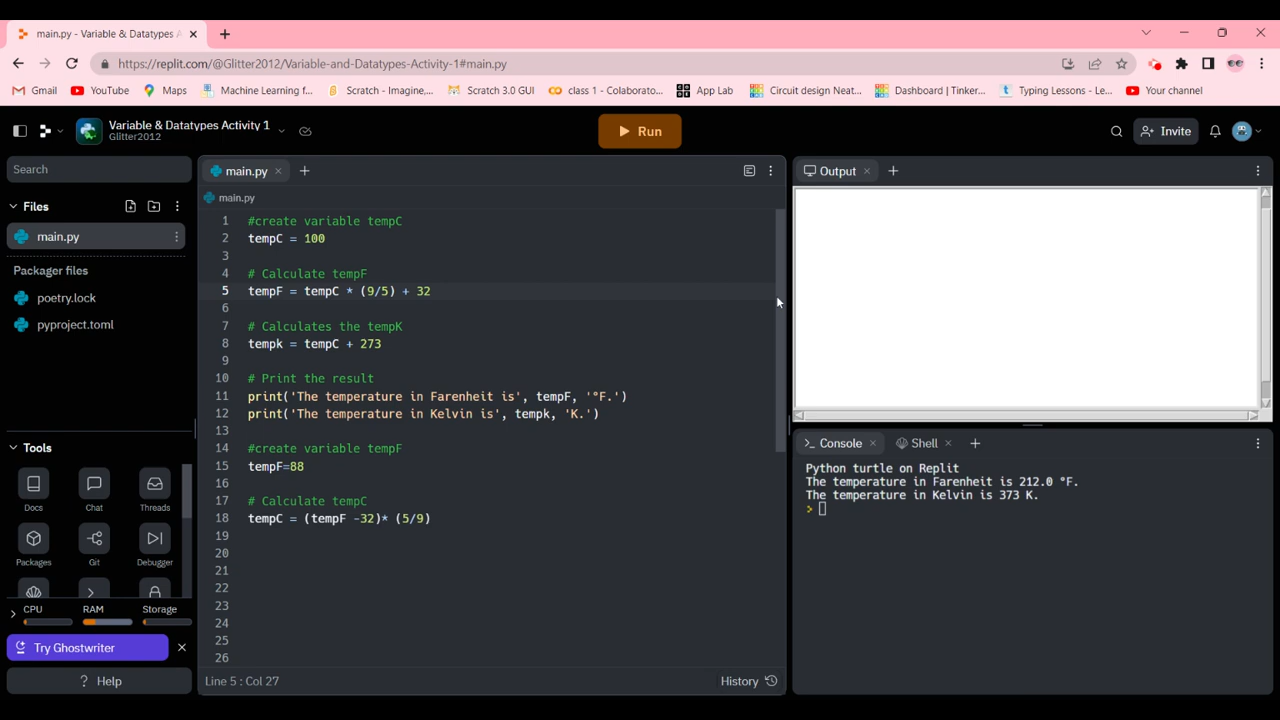 main.py - Variable & Datatypes A
https://replit.com/@Glitter2012/Variable-and-Datatypes-Activity-1#main.py
Gmail YouTube Maps Machine Learning f... Scratch - Imagine,... Scratch 3.0 GUI class 1 - Colaborato... App Lab Circuit design Neat... Dashboard | Tinker... Typing Lessons - Le... Your channel
Variable & Datatypes Activity 1
Glitter2012
Run
Invite
Search
Files
main.py
Packager files
poetry.lock
pyproject.toml
Tools
Docs Chat Threads
Packages Git Debugger
CPU RAM Storage
Try Ghostwriter
? Help
main.py
main.py
1 #create variable tempC
2 tempC = 100
3
4 # Calculate tempF
5 tempF = tempC * (9/5) + 32
6
7 # Calculates the tempK
8 tempk = tempC + 273
9
10 # Print the result
11 print('The temperature in Farenheit is', tempF, '°F.')
12 print('The temperature in Kelvin is', tempk, 'K.')
13
14 #create variable tempF
15 tempF=88
16
17 # Calculate tempC
18 tempC = (tempF -32)* (5/9)
19
20
21
22
23
24
25
26
Line 5 : Col 27
History
Output
>_ Console Shell
Python turtle on Replit
The temperature in Farenheit is 212.0 °F.
The temperature in Kelvin is 373 K.
>